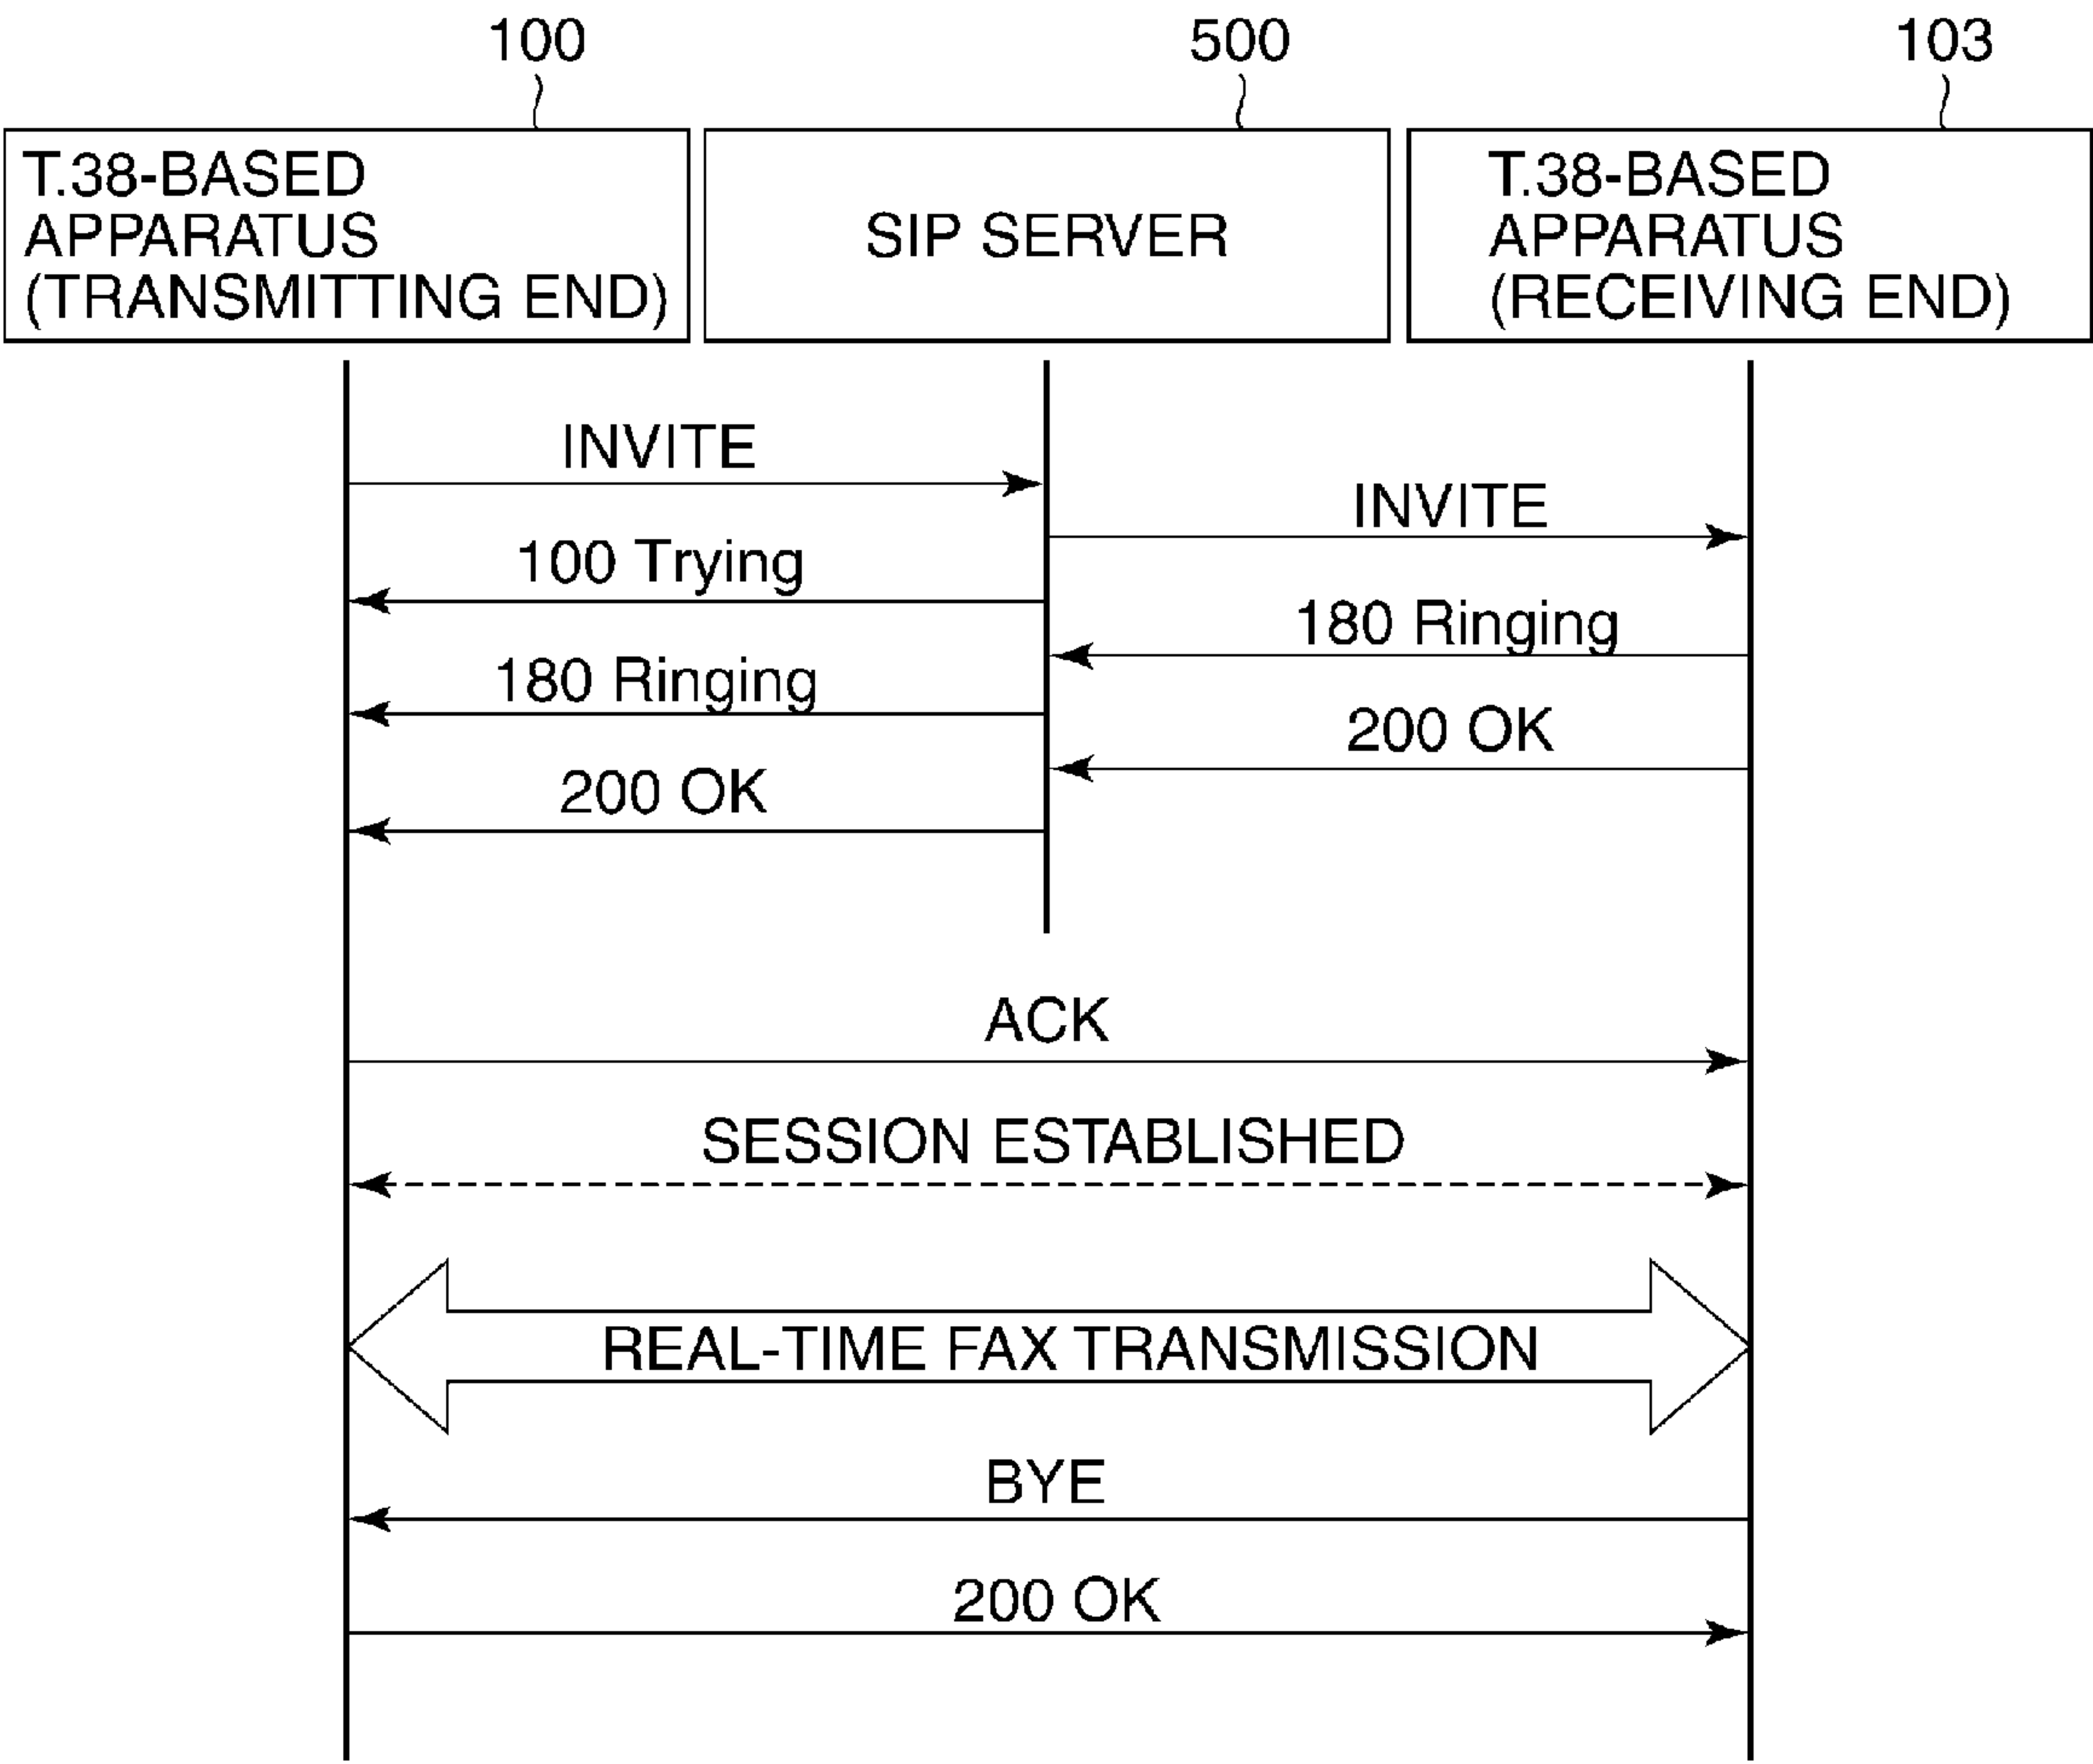 100
500
103
T.38-BASED
APPARATUS
(TRANSMITTING END)
SIP SERVER
T.38-BASED
APPARATUS
(RECEIVING END)
INVITE
INVITE
100 Trying
180 Ringing
180 Ringing
200 OK
200 OK
ACK
SESSION ESTABLISHED
REAL-TIME FAX TRANSMISSION
BYE
200 OK